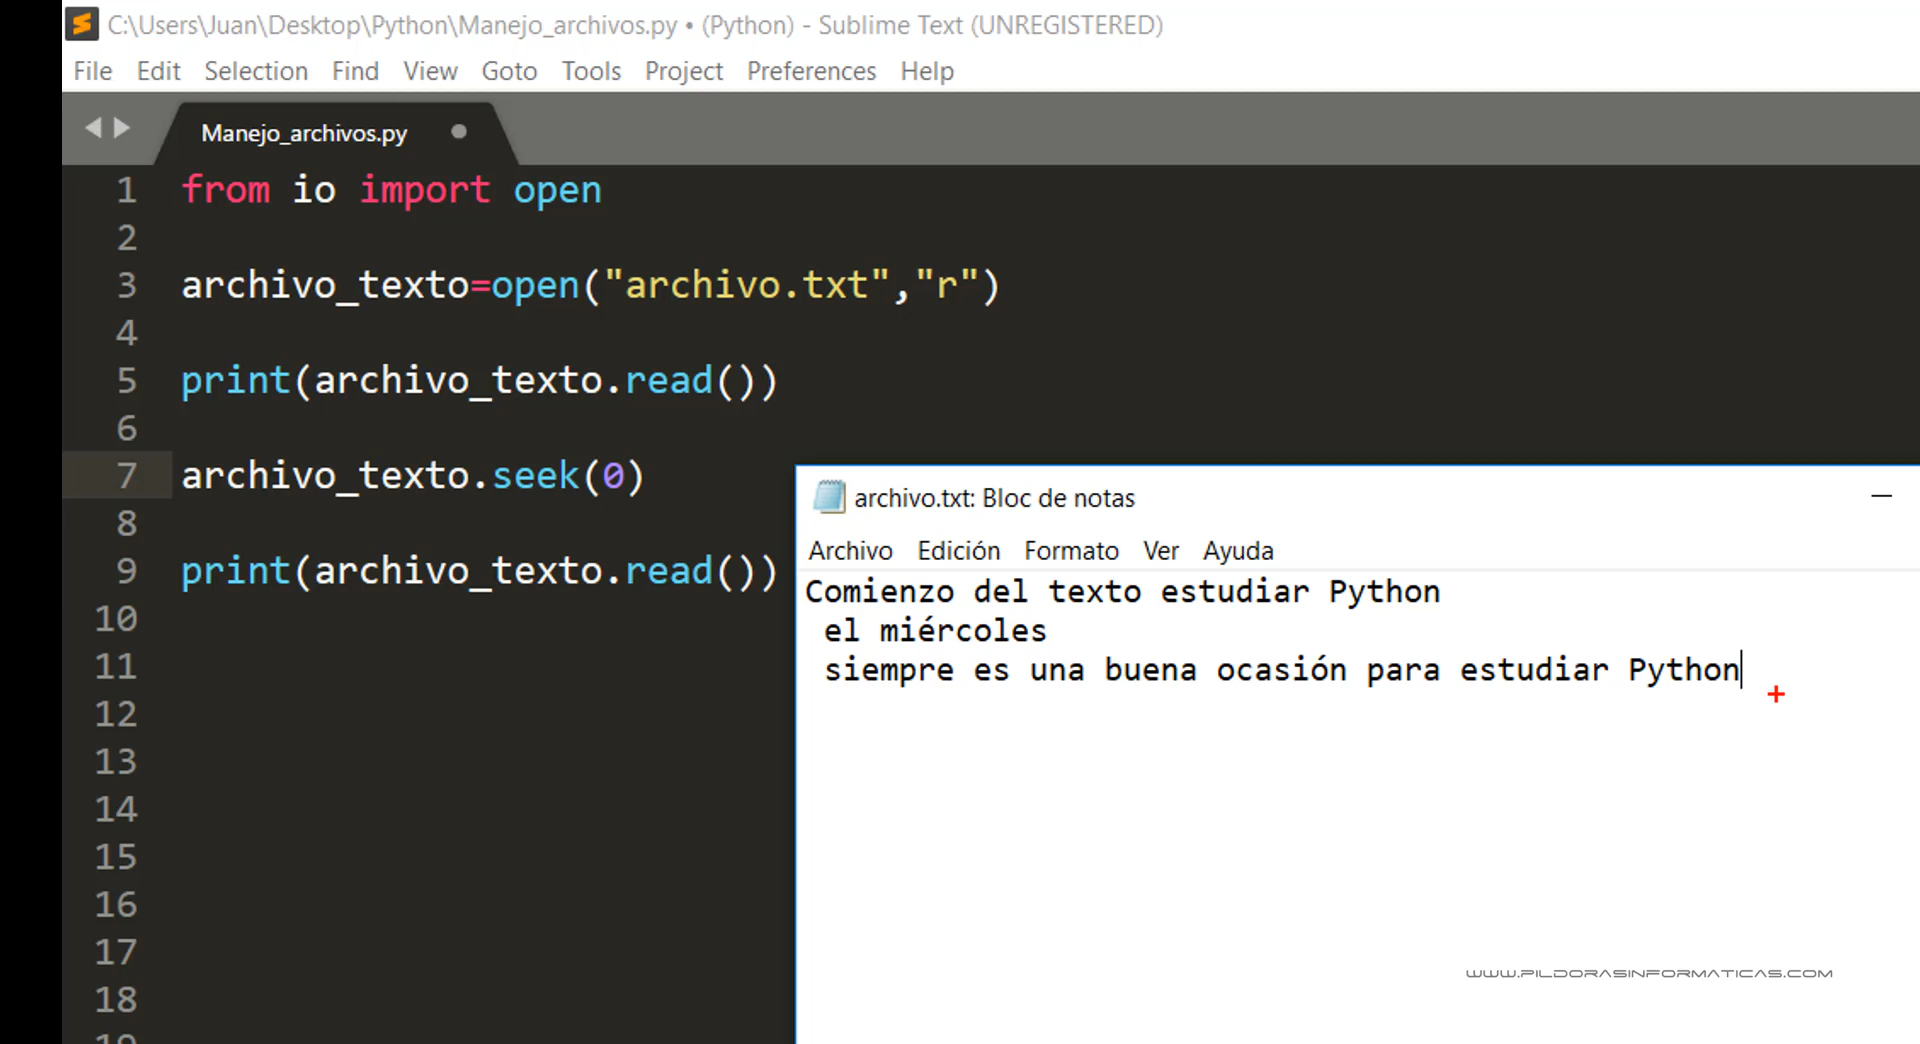 C:\Users\Juan\Desktop\Python\Manejo_archivos.py • (Python) - Sublime Text (UNREGISTERED)
File Edit Selection Find View Goto Tools Project Preferences Help
Manejo_archivos.py
1 from io import open
2
3 archivo_texto=open("archivo.txt","r")
4
5 print(archivo_texto.read())
6
7 archivo_texto.seek(0)
8
9 print(archivo_texto.read())
10
11
12
13
14
15
16
17
18
19
archivo.txt: Bloc de notas
Archivo Edición Formato Ver Ayuda
Comienzo del texto estudiar Python
el miércoles
siempre es una buena ocasión para estudiar Python
WWW.PILDORASINFORMATICAS.COM